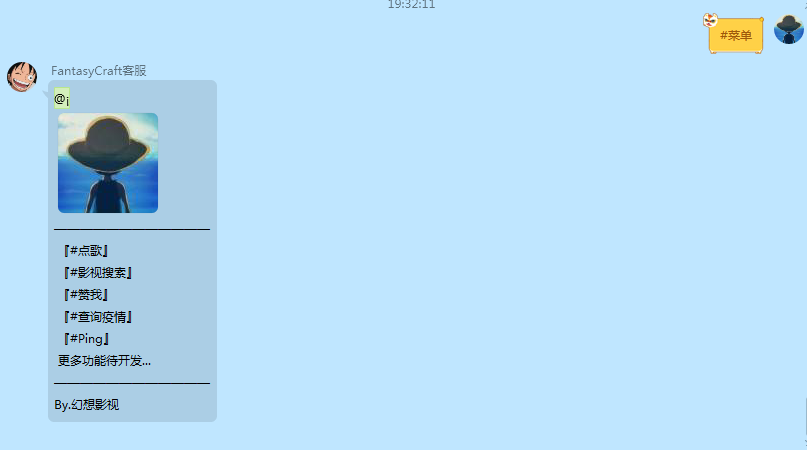 19:32:11
#菜单
FantasyCraft客服
@i
『#点歌』
『#影视搜索』
『#赞我』
『#查询疫情』
『#Ping』
更多功能待开发...
By.幻想影视